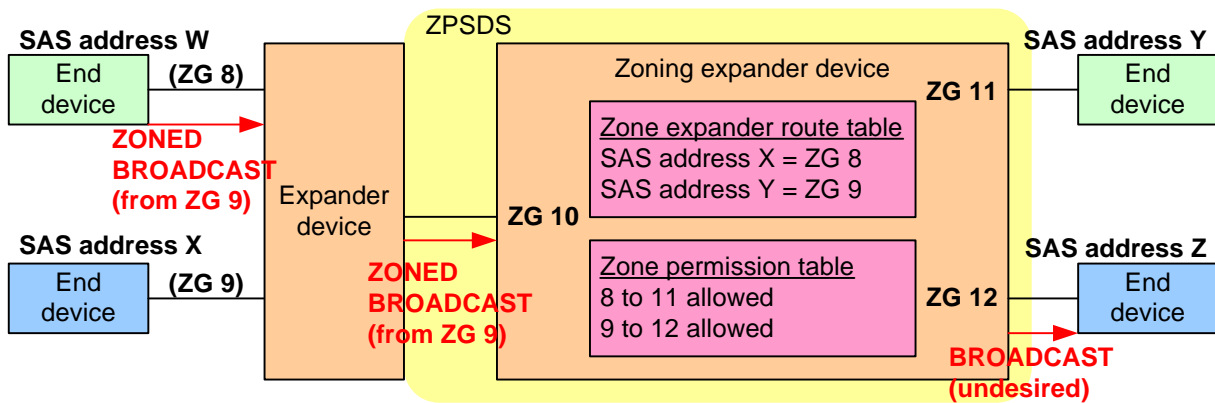 ZPSDS
SAS address W
End
device
(ZG 8)
ZONED
BROADCAST
(from ZG 9)
SAS address X
End
device
(ZG 9)
Expander
device
ZONED
BROADCAST
(from ZG 9)
Zoning expander device
ZG 10
Zone expander route table
SAS address X = ZG 8
SAS address Y = ZG 9
Zone permission table
8 to 11 allowed
9 to 12 allowed
ZG 11
ZG 12
SAS address Y
End
device
SAS address Z
End
device
BROADCAST
(undesired)